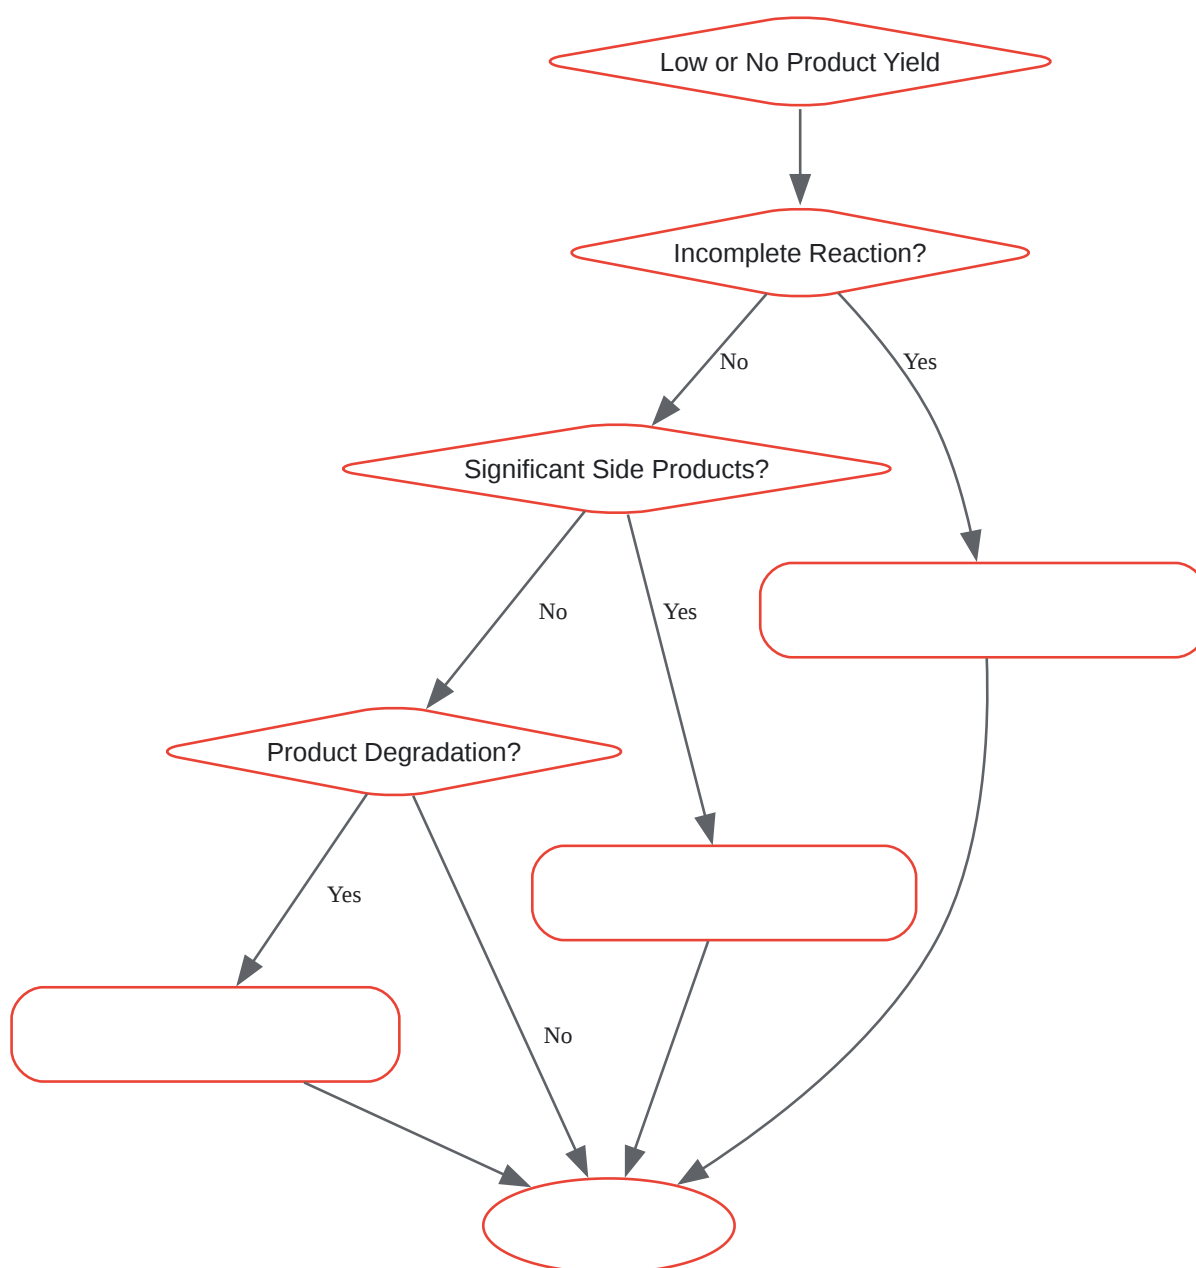 Low or No Product Yield
Incomplete Reaction?
No
Yes
Significant Side Products?
No
Yes
Product Degradation?
Yes
No